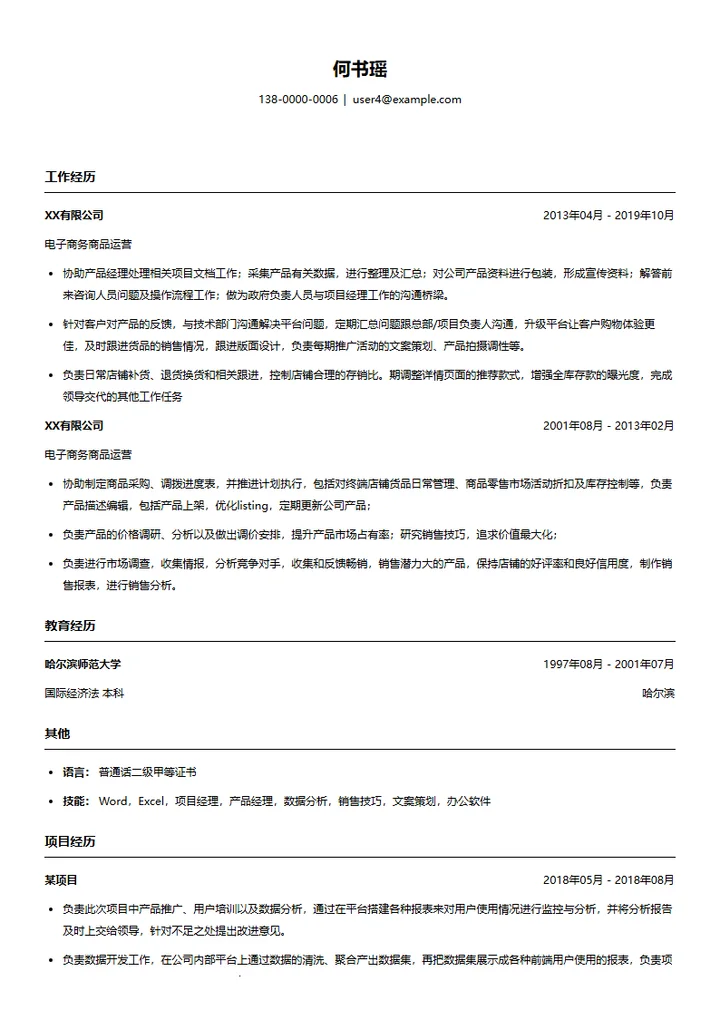 何书瑶
138-0000-0006 | user4@example.com
工作经历
XX有限公司 2013年04月 - 2019年10月
电子商务商品运营
• 协助产品经理处理相关项目文档工作；采集产品有关数据，进行整理及汇总；对公司产品资料进行包装，形成宣传资料；解答前
来咨询人员问题及操作流程工作；做为政府负责人员与项目经理工作的沟通桥梁。
• 针对客户对产品的反馈，与技术部门沟通解决平台问题，定期汇总问题跟总部/项目负责人沟通，升级平台让客户购物体验更
佳，及时跟进货品的销售情况，跟进版面设计，负责每期推广活动的文案策划、产品拍摄调性等。
• 负责日常店铺补货、退货换货和相关跟进，控制店铺合理的存销比。期调整详情页面的推荐款式，增强全库存款的曝光度，完成
领导交代的其他工作任务
XX有限公司 2001年08月 - 2013年02月
电子商务商品运营
• 协助制定商品采购、调拨进度表，并推进计划执行，包括对终端店铺货品日常管理、商品零售市场活动折扣及库存控制等，负责
产品描述编辑，包括产品上架，优化listing，定期更新公司产品；
• 负责产品的价格调研、分析以及做出调价安排，提升产品市场占有率；研究销售技巧，追求价值最大化；
• 负责进行市场调查，收集情报，分析竞争对手，收集和反馈畅销，销售潜力大的产品，保持店铺的好评率和良好信用度，制作销
售报表，进行销售分析。
教育经历
哈尔滨师范大学 1997年08月 - 2001年07月
国际经济法 本科 哈尔滨
其他
• 语言： 普通话二级甲等证书
• 技能： Word，Excel，项目经理，产品经理，数据分析，销售技巧，文案策划，办公软件
项目经历
某项目 2018年05月 - 2018年08月
• 负责此次项目中产品推广、用户培训以及数据分析，通过在平台搭建各种报表来对用户使用情况进行监控与分析，并将分析报告
及时上交给领导，针对不足之处提出改进意见。
• 负责数据开发工作，在公司内部平台上通过数据的清洗、聚合产出数据集，再把数据集展示成各种前端用户使用的报表，负责项